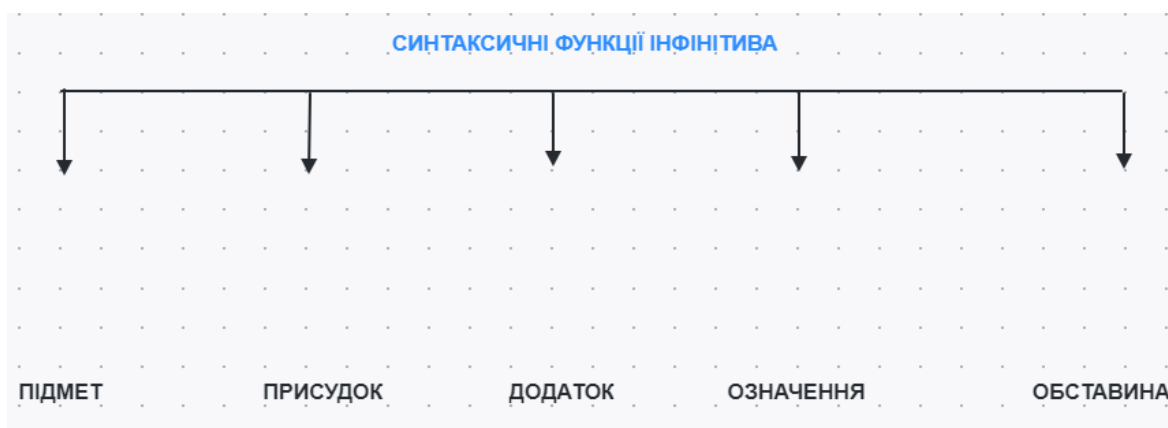 СИНТАКСИЧНІ ФУНКЦІЇ ІНФІНІТИВА
ПІДМЕТ ПРИСУДОК ДОДАТОК ОЗНАЧЕННЯ ОБСТАВИНА